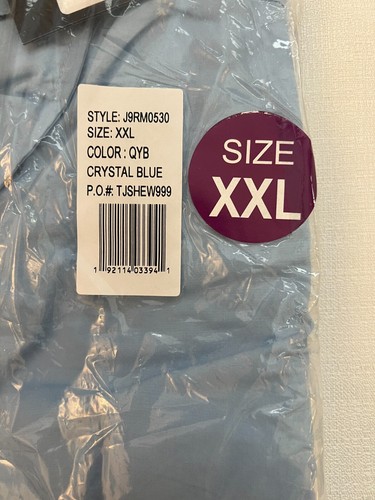 STYLE: J9RM0530
SIZE: XXL
COLOR : QYB
CRYSTAL BLUE
P.O.#: TJSHEW999
1 92114 03394 1
SIZE
XXL